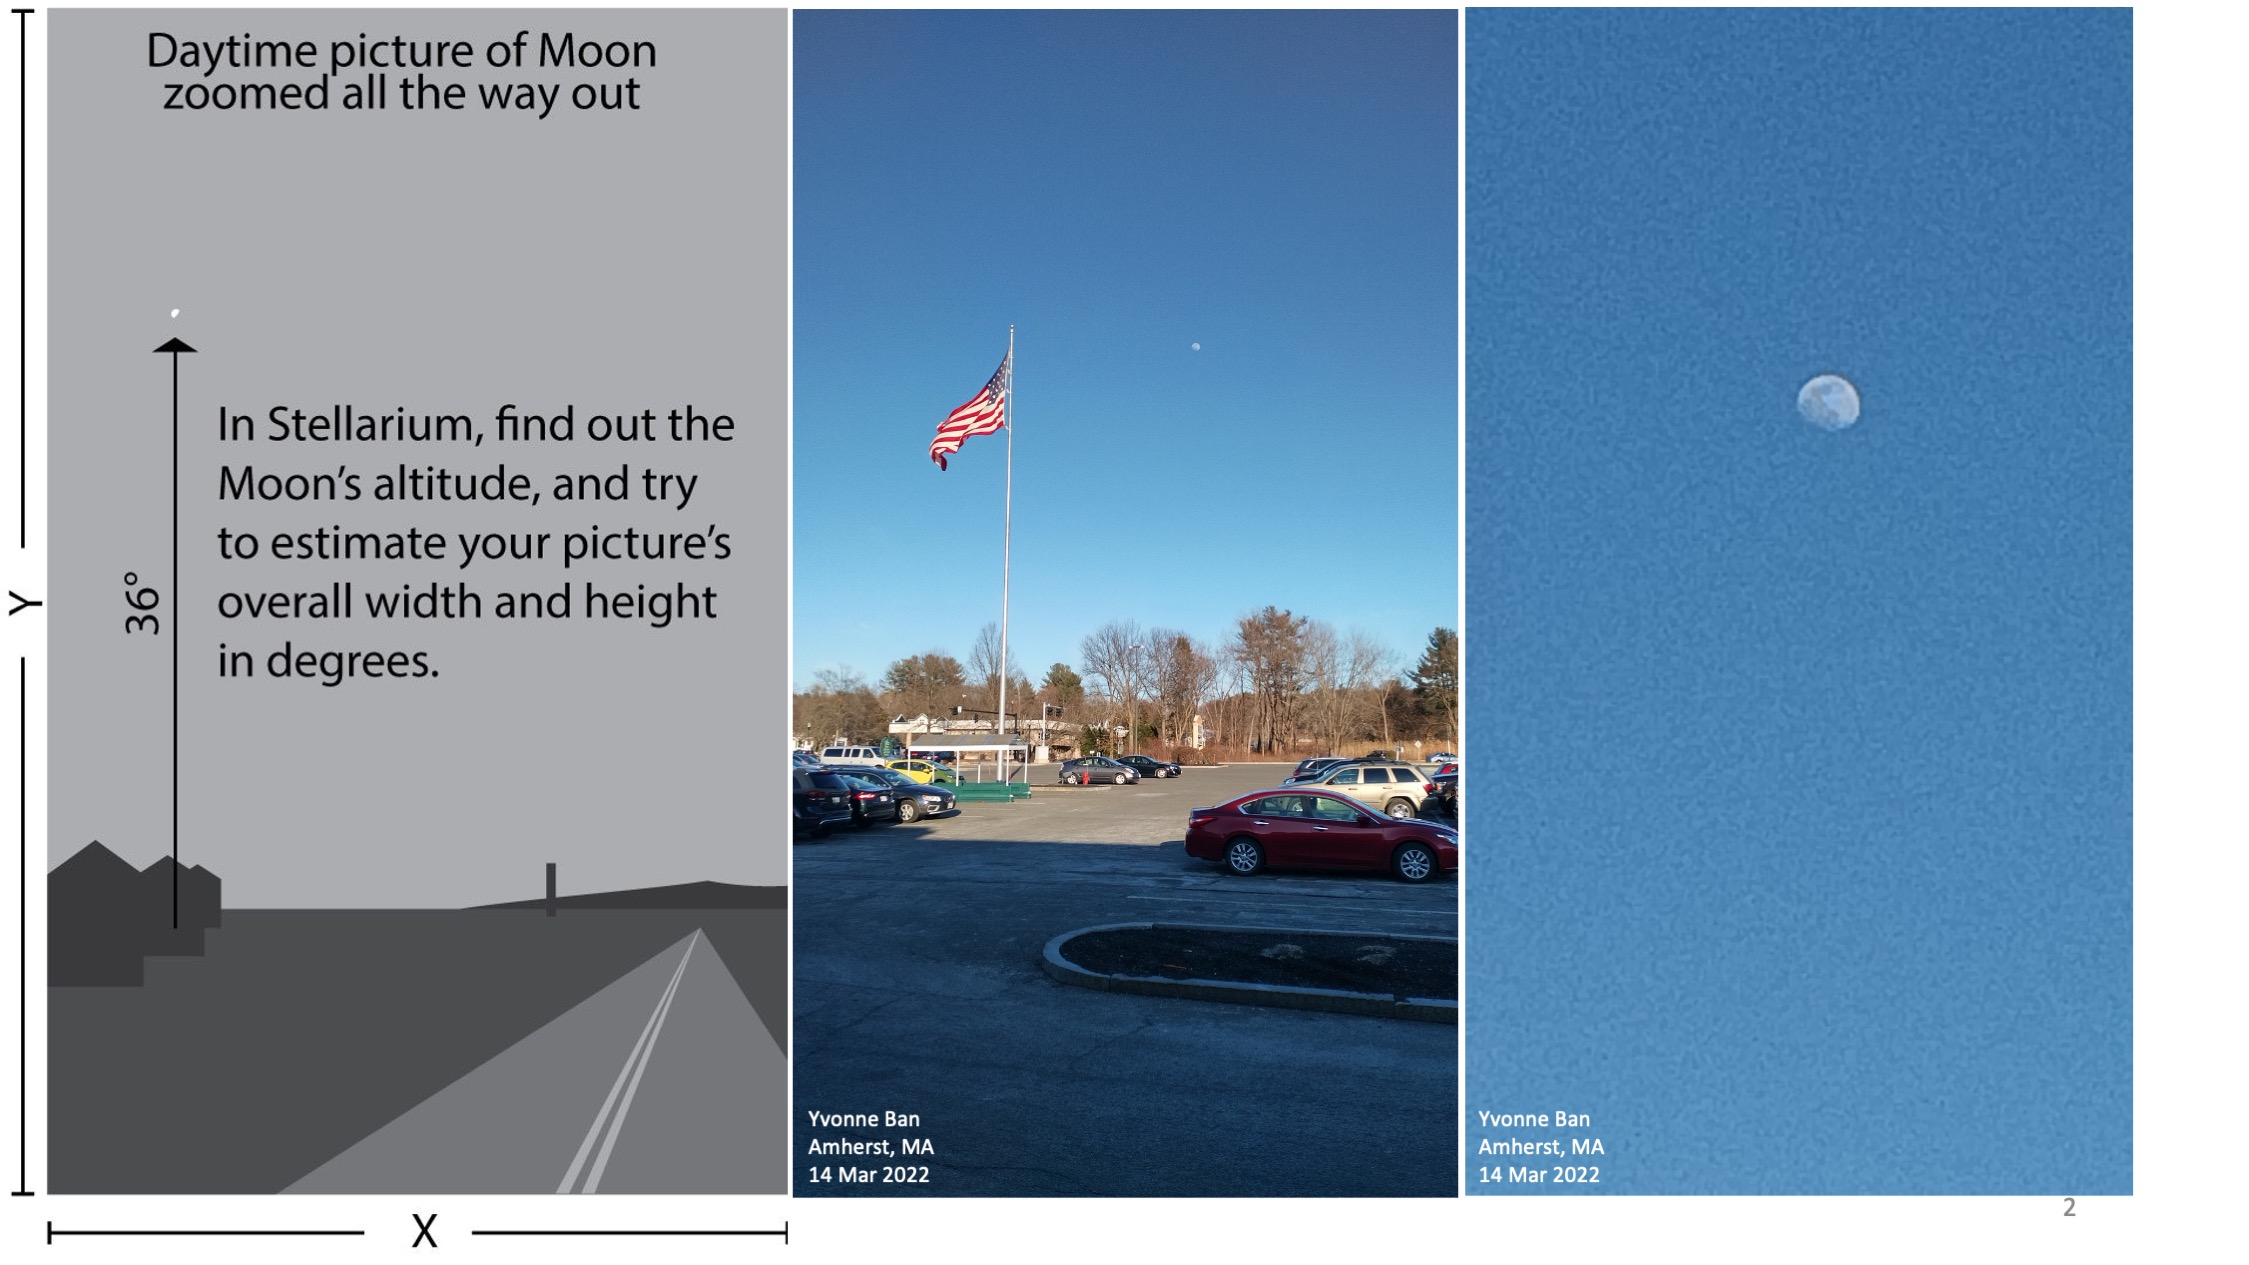 Daytime picture of Moon
zoomed all the way out
In Stellarium, find out the
Moon's altitude, and try
to estimate your picture's
overall width and height
in degrees.
36°
Y
X
Yvonne Ban
Amherst, MA
14 Mar 2022
Yvonne Ban
Amherst, MA
14 Mar 2022
2